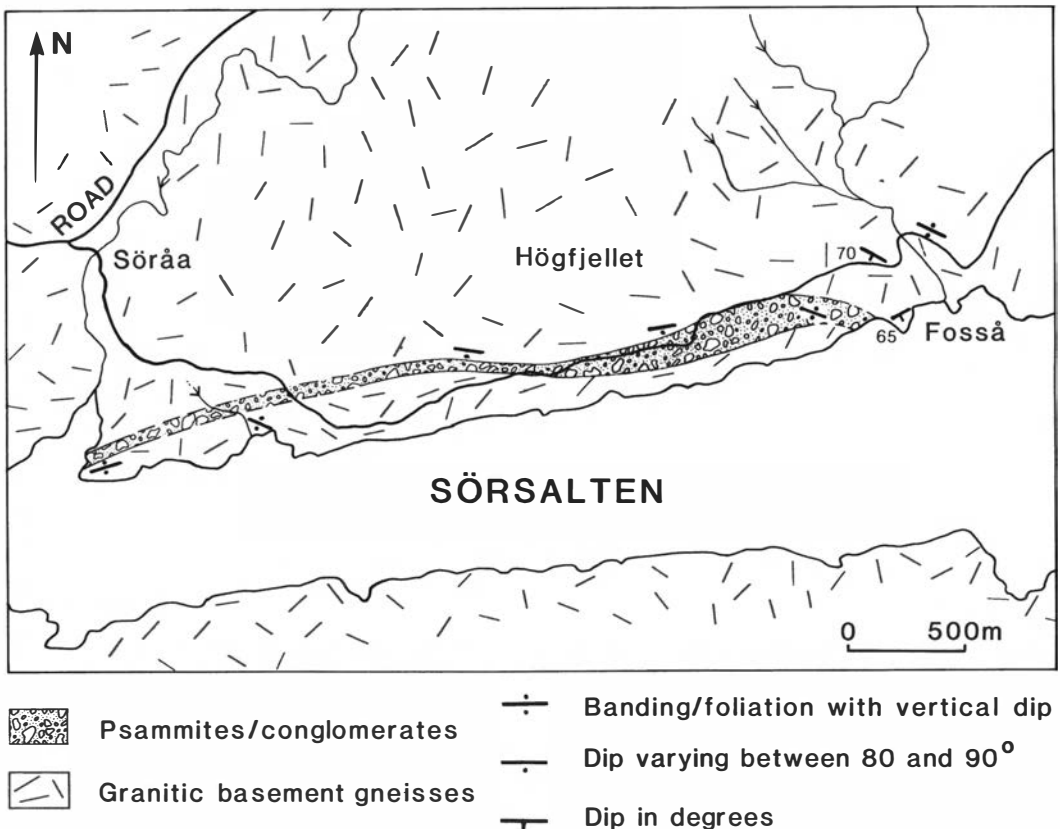 N
ROAD
Söråa
Högfjellet
70
65
Fosså
SÖRSALTEN
0 500m
Psammites/conglomerates
Granitic basement gneisses
Banding/foliation with vertical dip
Dip varying between 80 and 90°
Dip in degrees